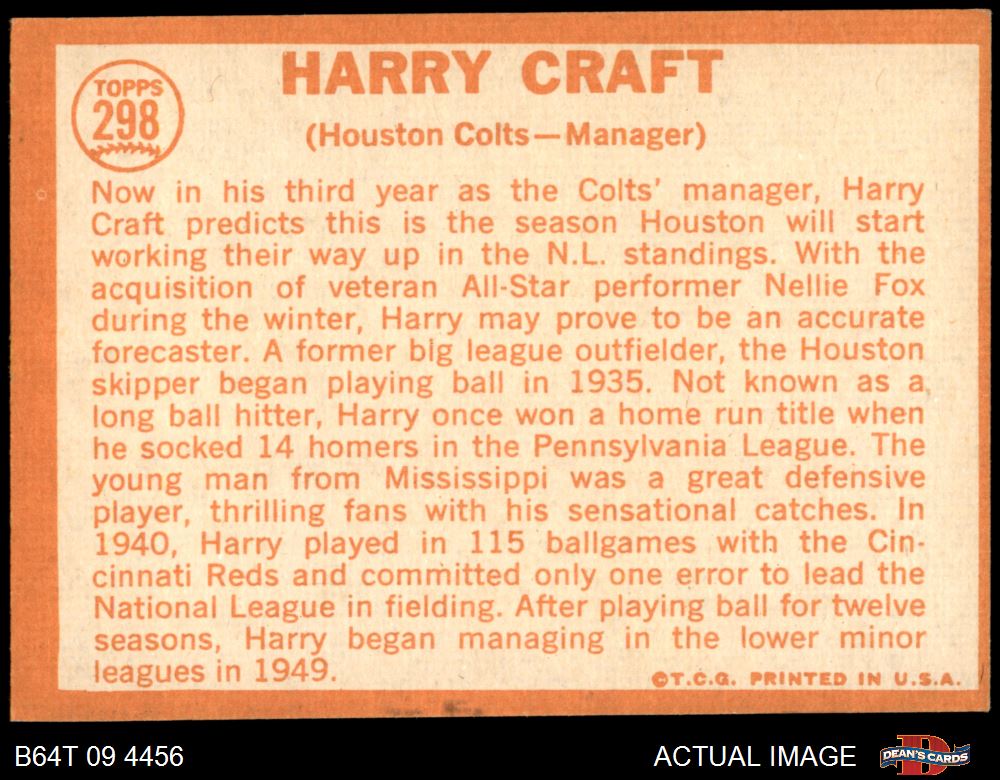 HARRY CRAFT
TOPPS
298
(Houston Colts—Manager)
Now in his third year as the Colts' manager, Harry
Craft predicts this is the season Houston will start
working their way up in the N.L. standings. With the
acquisition of veteran All-Star performer Nellie Fox
during the winter, Harry may prove to be an accurate
forecaster. A former big league outfielder, the Houston
skipper began playing ball in 1935. Not known as a
long ball hitter, Harry once won a home run title when
he socked 14 homers in the Pennsylvania League. The
young man from Mississippi was a great defensive
player, thrilling fans with his sensational catches. In
1940, Harry played in 115 ballgames with the Cin-
cinnati Reds and committed only one error to lead the
National League in fielding. After playing ball for twelve
seasons, Harry began managing in the lower minor
leagues in 1949.
©T.C.G. PRINTED IN U.S.A.
B64T 09 4456
ACTUAL IMAGE
D
DEAN'S CARDS